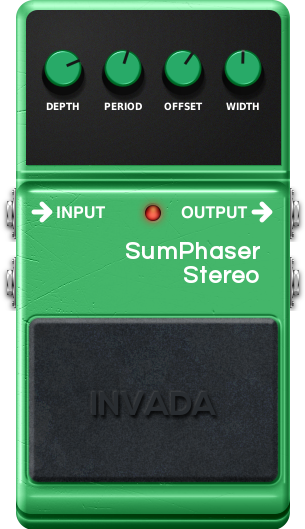 DEPTH PERIOD OFFSET WIDTH
INPUT OUTPUT
SumPhaser
Stereo
INVADA